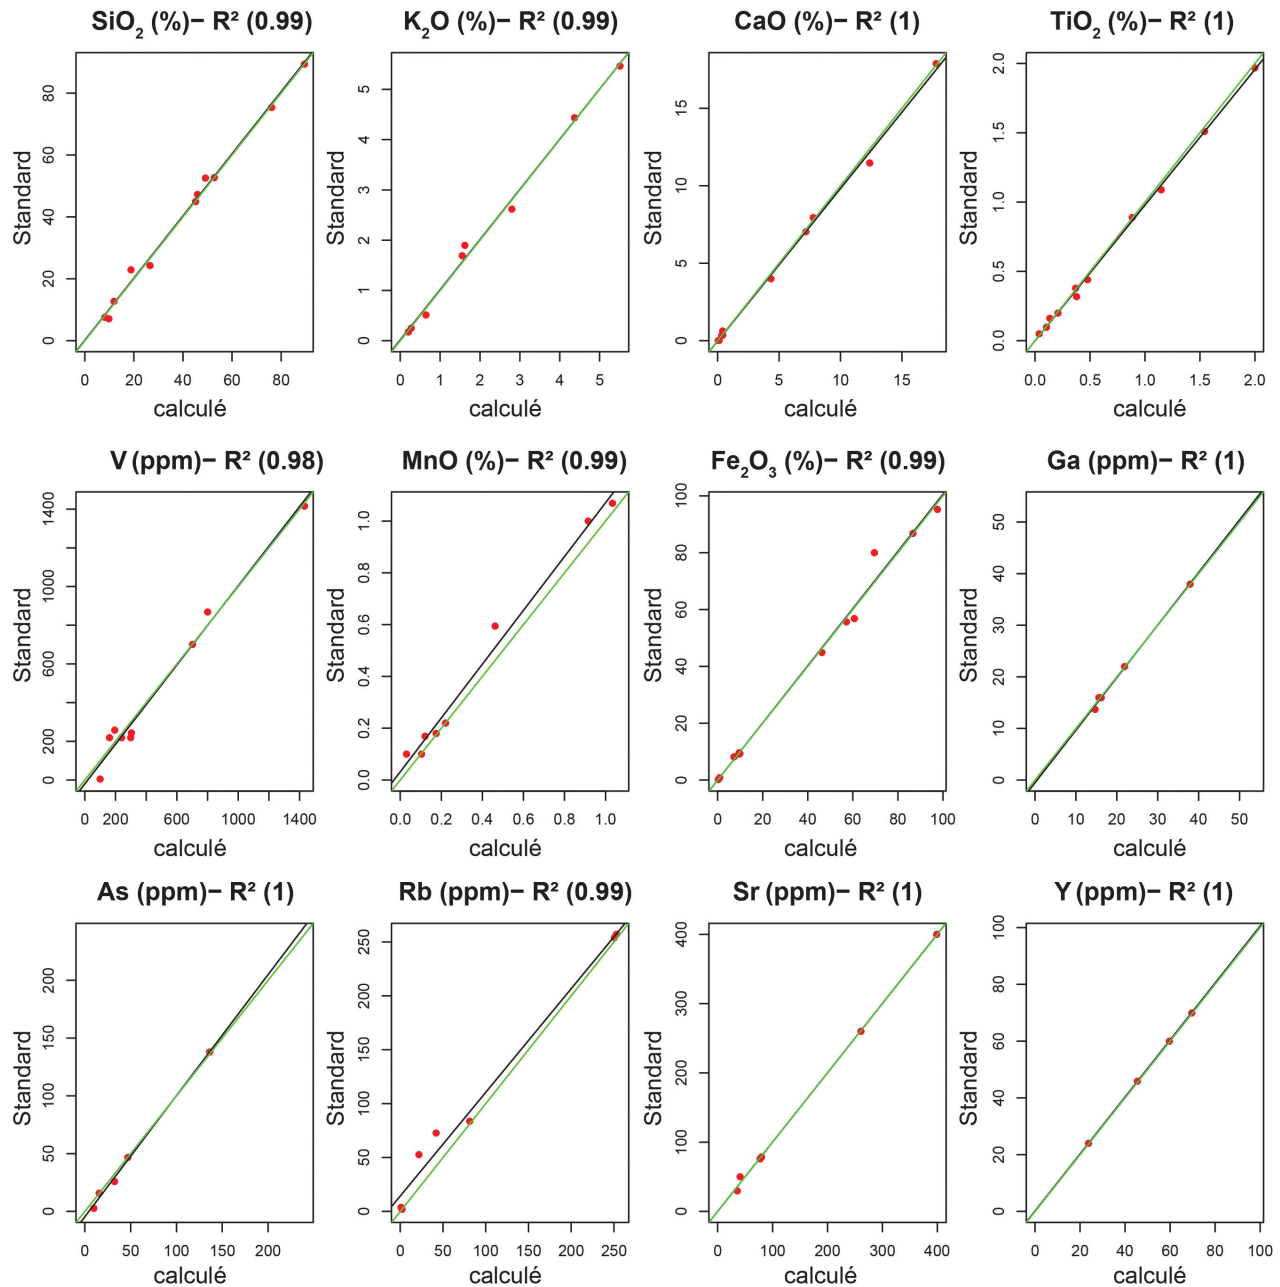 SiO₂ (%)− R² (0.99)
K₂O (%)− R² (0.99)
CaO (%)− R² (1)
TiO₂ (%)− R² (1)
Standard
0 20 40 60 80
0 20 40 60 80
calculé
Standard
0 1 2 3 4 5
0 1 2 3 4 5
calculé
Standard
0 5 10 15
0 5 10 15
calculé
Standard
0.0 0.5 1.0 1.5 2.0
0.0 0.5 1.0 1.5 2.0
calculé
V (ppm)− R² (0.98)
MnO (%)− R² (0.99)
Fe₂O₃ (%)− R² (0.99)
Ga (ppm)− R² (1)
Standard
0 200 600 1000 1400
0 200 600 1000 1400
calculé
Standard
0.0 0.2 0.4 0.6 0.8 1.0
0.0 0.2 0.4 0.6 0.8 1.0
calculé
Standard
0 20 40 60 80 100
0 20 40 60 80 100
calculé
Standard
0 10 20 30 40 50
0 10 20 30 40 50
calculé
As (ppm)− R² (1)
Rb (ppm)− R² (0.99)
Sr (ppm)− R² (1)
Y (ppm)− R² (1)
Standard
0 50 100 150 200
0 50 100 150 200
calculé
Standard
0 50 100 150 200 250
0 50 100 150 200 250
calculé
Standard
0 100 200 300 400
0 100 200 300 400
calculé
Standard
0 20 40 60 80 100
0 20 40 60 80 100
calculé